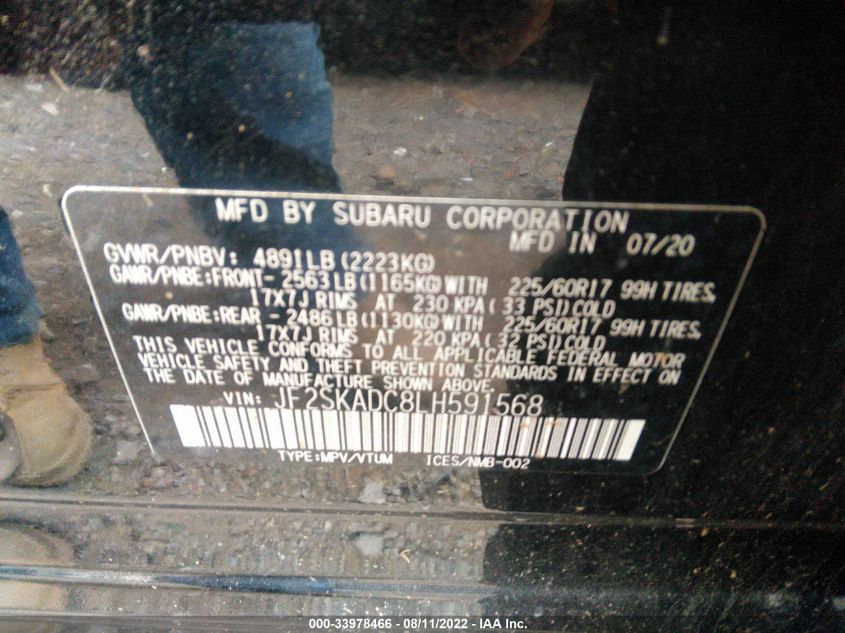 MFD BY SUBARU CORPORATION
MFD IN 07/20
GVWR/PNBV: 4891LB (2223KG)
GAWR/PNBE:FRONT- 2563LB(1165KG)WITH 225/60R17 99H TIRES,
17X7J RIMS AT 230 KPA( 33 PSI)COLD
GAWR/PNBE:REAR - 2486LB(1130KG)WITH 225/60R17 99H TIRES,
17X7J RIMS AT 220 KPA( 32 PSI)COLD
THIS VEHICLE CONFORMS TO ALL APPLICABLE FEDERAL MOTOR
VEHICLE SAFETY AND THEFT PREVENTION STANDARDS IN EFFECT ON
THE DATE OF MANUFACTURE SHOWN ABOVE.
VIN: JF2SKADC8LH591568
TYPE:MPV/VTUM ICES/NMB-002
000-33978466 - 08/11/2022 - IAA Inc.